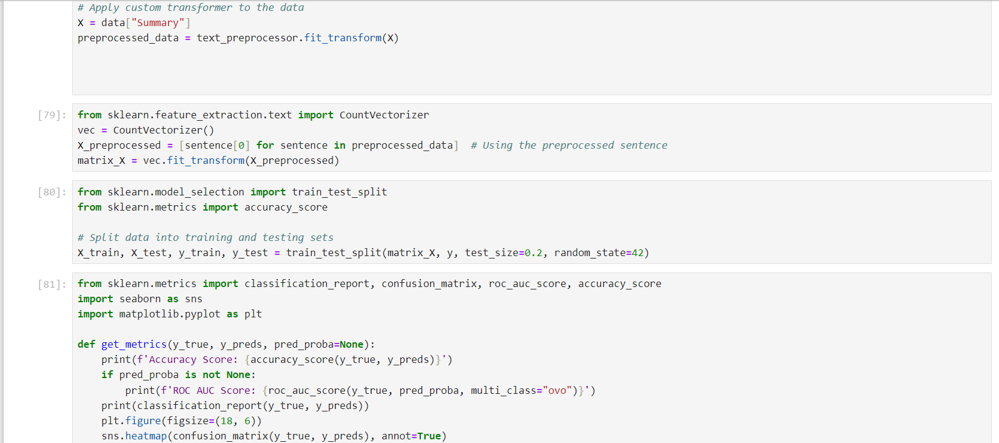 # Apply custom transformer to the data
X = data["Summary"]
preprocessed_data = text_preprocessor.fit_transform(X)
[79]:
from sklearn.feature_extraction.text import CountVectorizer
vec = CountVectorizer()
X_preprocessed = [sentence[0] for sentence in preprocessed_data]  # Using the preprocessed sentence
matrix_X = vec.fit_transform(X_preprocessed)
[80]:
from sklearn.model_selection import train_test_split
from sklearn.metrics import accuracy_score
# Split data into training and testing sets
X_train, X_test, y_train, y_test = train_test_split(matrix_X, y, test_size=0.2, random_state=42)
[81]:
from sklearn.metrics import classification_report, confusion_matrix, roc_auc_score, accuracy_score
import seaborn as sns
import matplotlib.pyplot as plt
def get_metrics(y_true, y_preds, pred_proba=None):
    print(f'Accuracy Score: {accuracy_score(y_true, y_preds)}')
    if pred_proba is not None:
        print(f'ROC AUC Score: {roc_auc_score(y_true, pred_proba, multi_class="ovo")}')
    print(classification_report(y_true, y_preds))
    plt.figure(figsize=(18, 6))
    sns.heatmap(confusion_matrix(y_true, y_preds), annot=True)